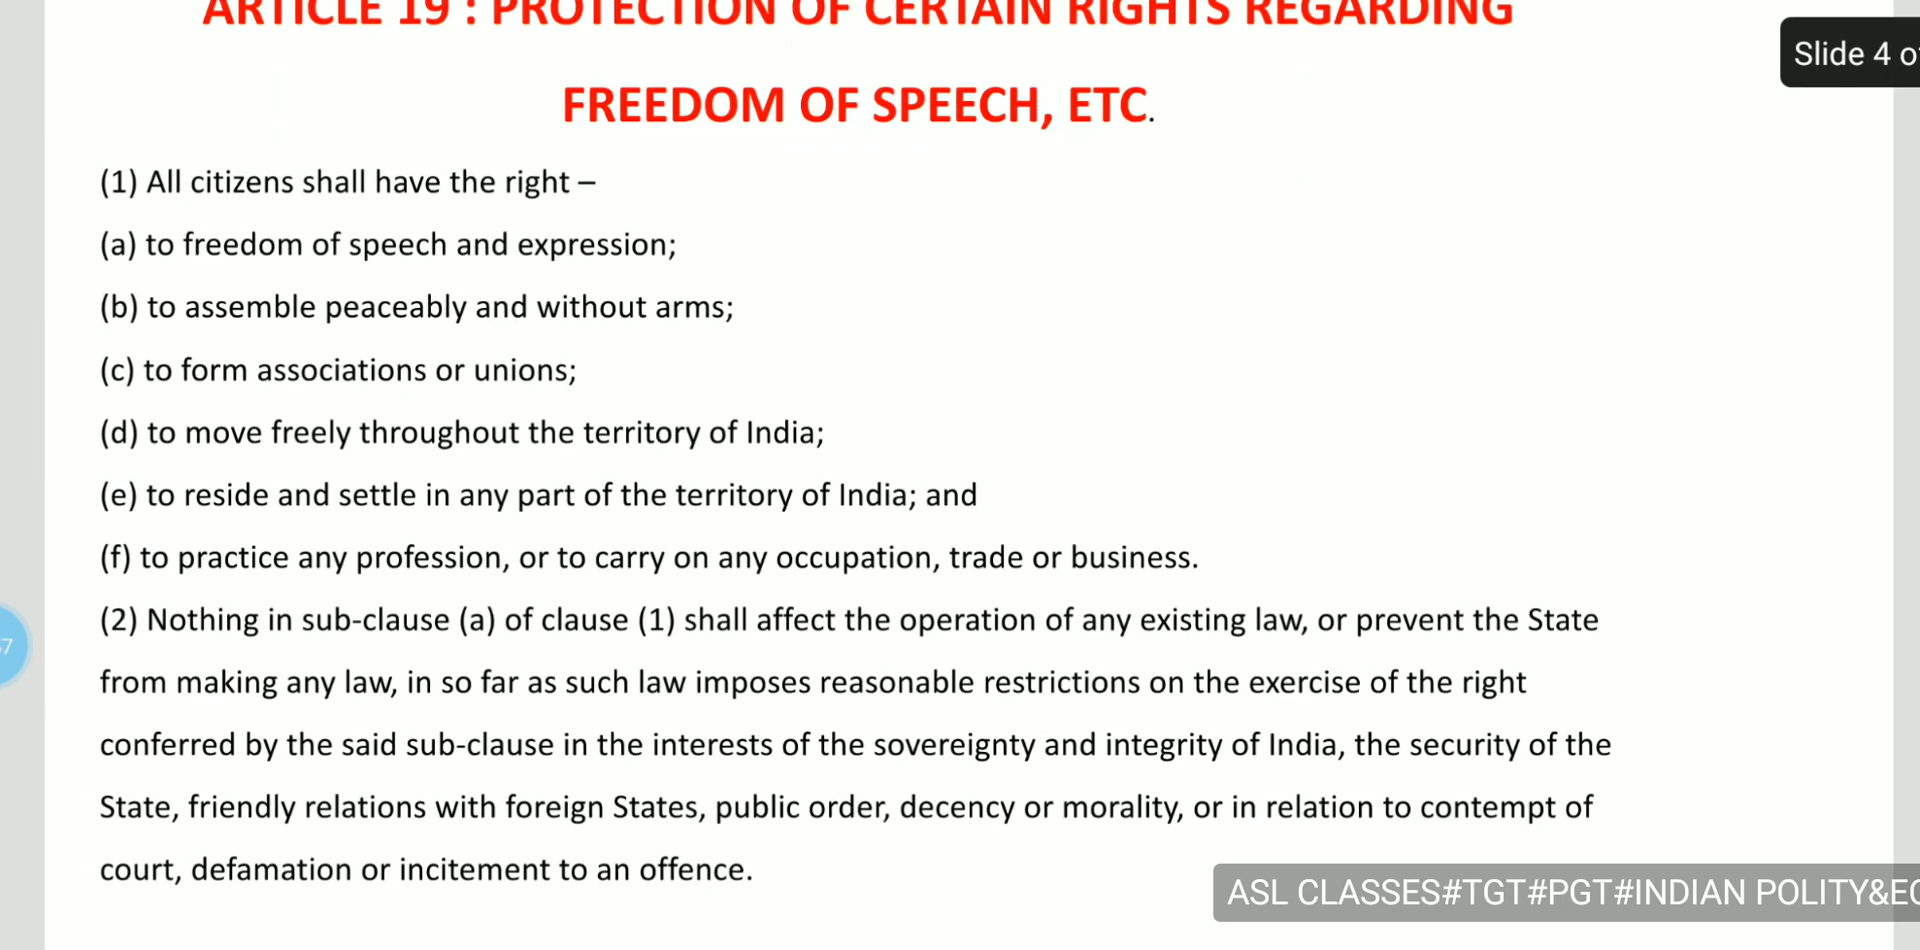 ARTICLE 19 : PROTECTION OF CERTAIN RIGHTS REGARDING
Slide 4 o
FREEDOM OF SPEECH, ETC.
(1) All citizens shall have the right –
(a) to freedom of speech and expression;
(b) to assemble peaceably and without arms;
(c) to form associations or unions;
(d) to move freely throughout the territory of India;
(e) to reside and settle in any part of the territory of India; and
(f) to practice any profession, or to carry on any occupation, trade or business.
(2) Nothing in sub-clause (a) of clause (1) shall affect the operation of any existing law, or prevent the State
from making any law, in so far as such law imposes reasonable restrictions on the exercise of the right
conferred by the said sub-clause in the interests of the sovereignty and integrity of India, the security of the
State, friendly relations with foreign States, public order, decency or morality, or in relation to contempt of
court, defamation or incitement to an offence.
ASL CLASSES#TGT#PGT#INDIAN POLITY&EC